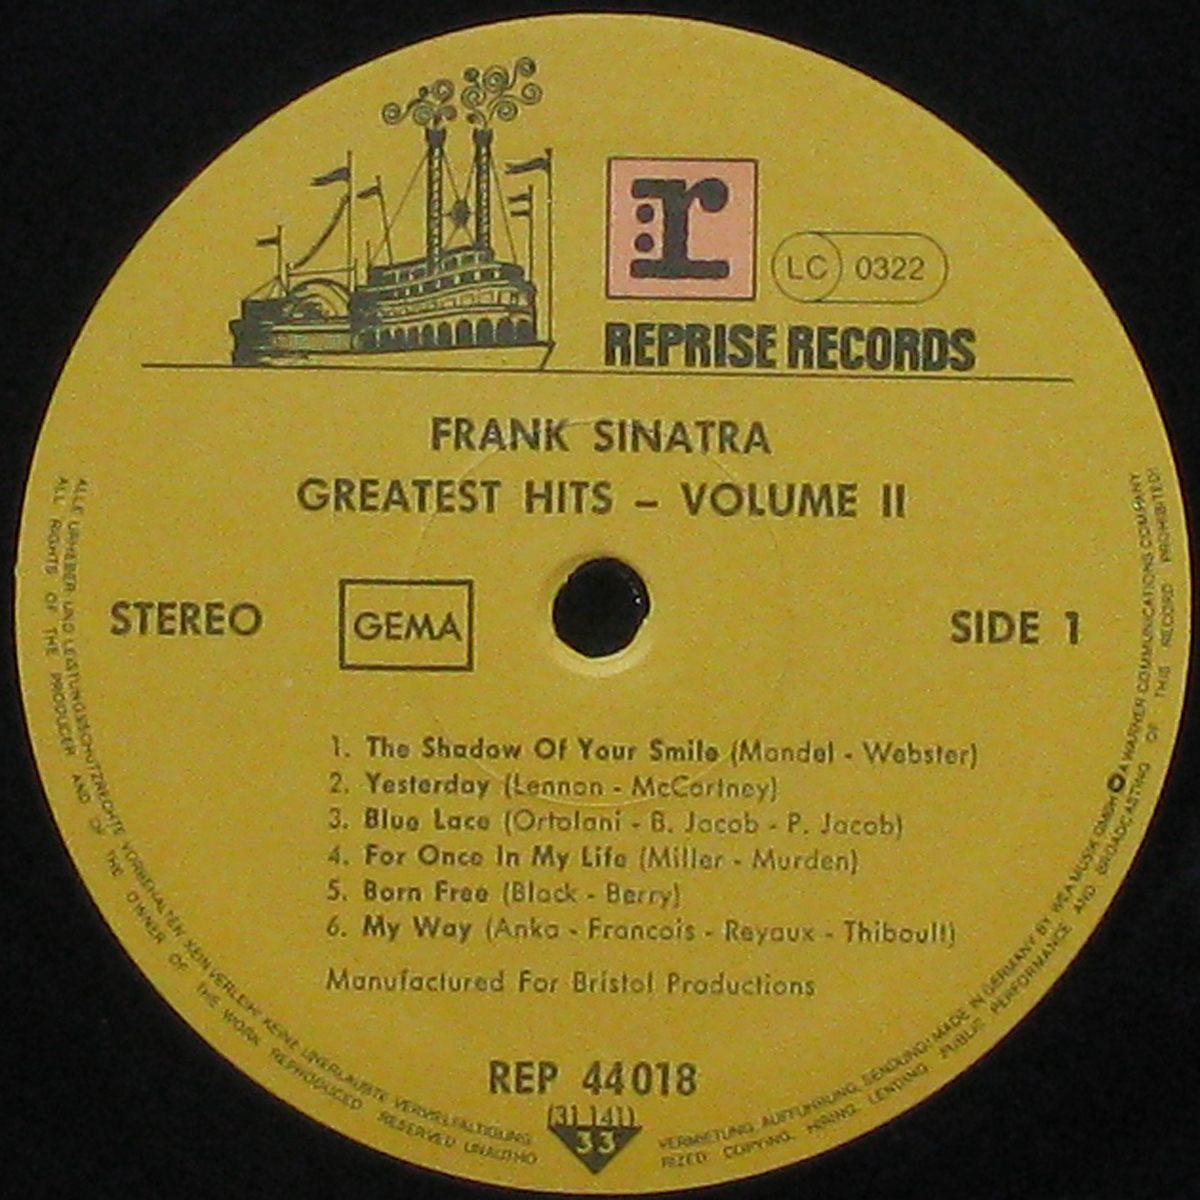 r
LC 0322
REPRISE RECORDS
FRANK SINATRA
GREATEST HITS – VOLUME II
STEREO
GEMA
SIDE 1
1. The Shadow Of Your Smile (Mandel - Webster)
2. Yesterday (Lennon - McCartney)
3. Blue Lace (Ortolani - B. Jacob - P. Jacob)
4. For Once In My Life (Miller - Murden)
5. Born Free (Black - Berry)
6. My Way (Anka - Francois - Reyaux - Thiboult)
Manufactured For Bristol Productions
REP 44018
(31 141)
33
ALLE URHEBER UND LEISTUNGSSCHUTZRECHTE VORBEHALTEN KEIN VERLEIH! KEINE UNERLAUBTE VERVIELFÄLTIGUNG, VERMIETUNG, AUFFÜHRUNG, SENDUNG! MADE IN GERMANY BY WEA MUSIK GMBH A WARNER COMMUNICATIONS COMPANY
ALL RIGHTS OF THE PRODUCER AND OF THE OWNER OF THE WORK REPRODUCED RESERVED UNAUTHORIZED COPYING, HIRING, LENDING, PUBLIC PERFORMANCE AND BROADCASTING OF THIS RECORD PROHIBITED!